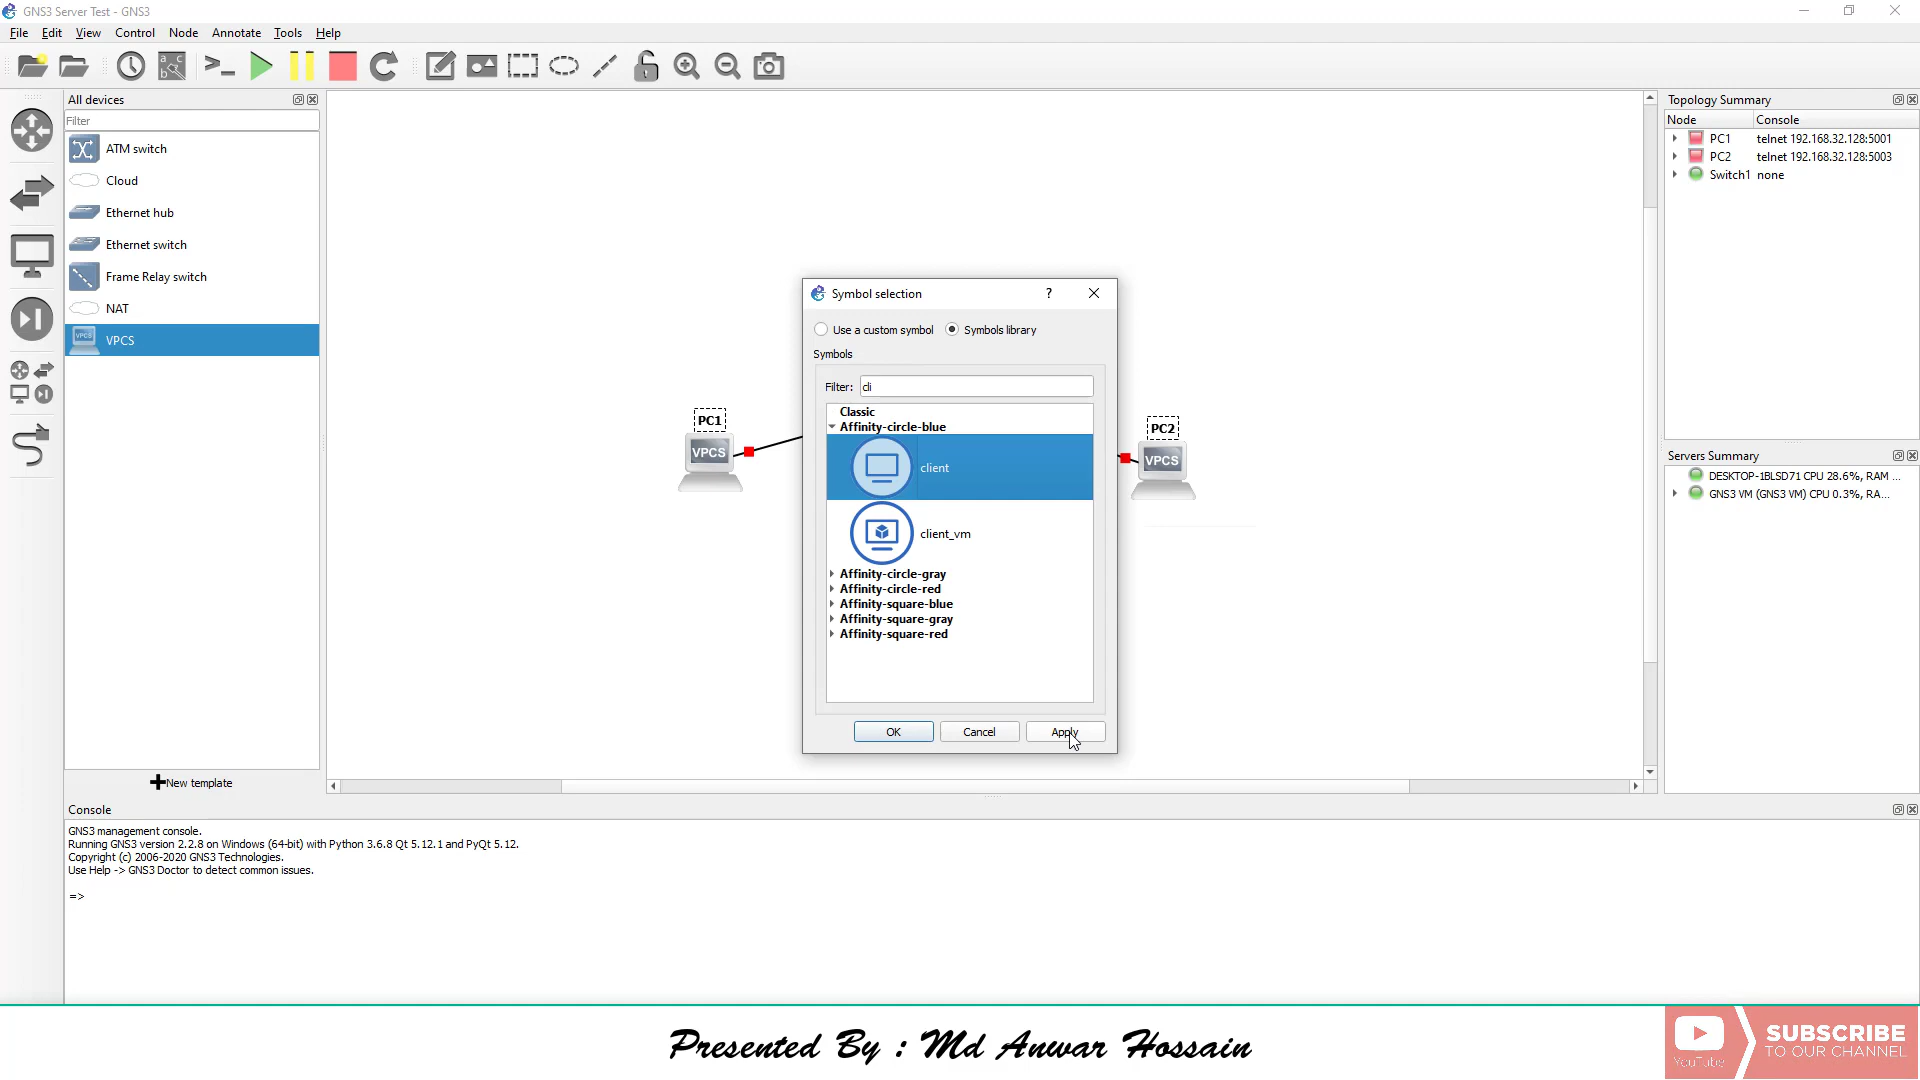 GNS3 Server Test - GNS3
File Edit View Control Node Annotate Tools Help
All devices
Filter
ATM switch
Cloud
Ethernet hub
Ethernet switch
Frame Relay switch
NAT
VPCS
New template
PC1
VPCS
PC2
VPCS
Symbol selection
?
Use a custom symbol Symbols library
Symbols
Filter: cli
Classic
Affinity-circle-blue
client
client_vm
Affinity-circle-gray
Affinity-circle-red
Affinity-square-blue
Affinity-square-gray
Affinity-square-red
OK Cancel Apply
Topology Summary
Node Console
PC1 telnet 192.168.32.128:5001
PC2 telnet 192.168.32.128:5003
Switch1 none
Servers Summary
DESKTOP-1BLSD71 CPU 28.6%, RAM ...
GNS3 VM (GNS3 VM) CPU 0.3%, RA...
Console
GNS3 management console.
Running GNS3 version 2.2.8 on Windows (64-bit) with Python 3.6.8 Qt 5.12.1 and PyQt 5.12.
Copyright (c) 2006-2020 GNS3 Technologies.
Use Help -> GNS3 Doctor to detect common issues.
=>
Presented By : Md Anwar Hossain
YouTube
SUBSCRIBE
TO OUR CHANNEL